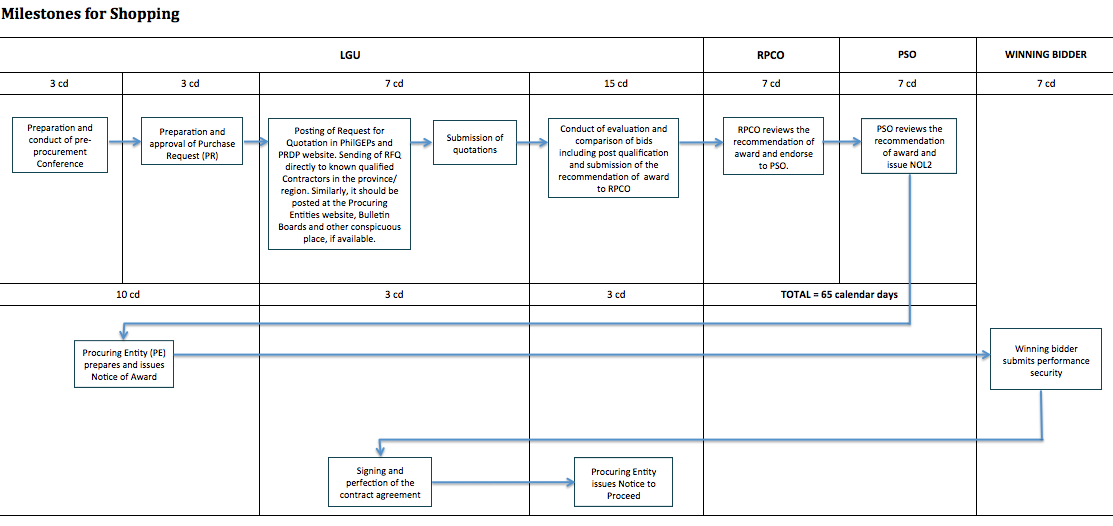 Milestones for Shopping
LGU
RPCO
PSO
WINNING BIDDER
3 cd
3 cd
7 cd
15 cd
7 cd
7 cd
7 cd
Preparation and
conduct of pre-
procurement
Conference
Preparation and
approval of Purchase
Request (PR)
Posting of Request for
Quotation in PhilGEPs and
PRDP website. Sending of RFQ
directly to known qualified
Contractors in the province/
region. Similarly, it should be
posted at the Procuring
Entities website, Bulletin
Boards and other conspicuous
place, if available.
Submission of
quotations
Conduct of evaluation and
comparison of bids
including post qualification
and submission of the
recommendation of award
to RPCO
RPCO reviews the
recommendation of
award and endorse
to PSO.
PSO reviews the
recommendation
of award and
issue NOL2
10 cd
3 cd
3 cd
TOTAL = 65 calendar days
Procuring Entity (PE)
prepares and issues
Notice of Award
Winning bidder
submits performance
security
Signing and
perfection of the
contract agreement
Procuring Entity
issues Notice to
Proceed